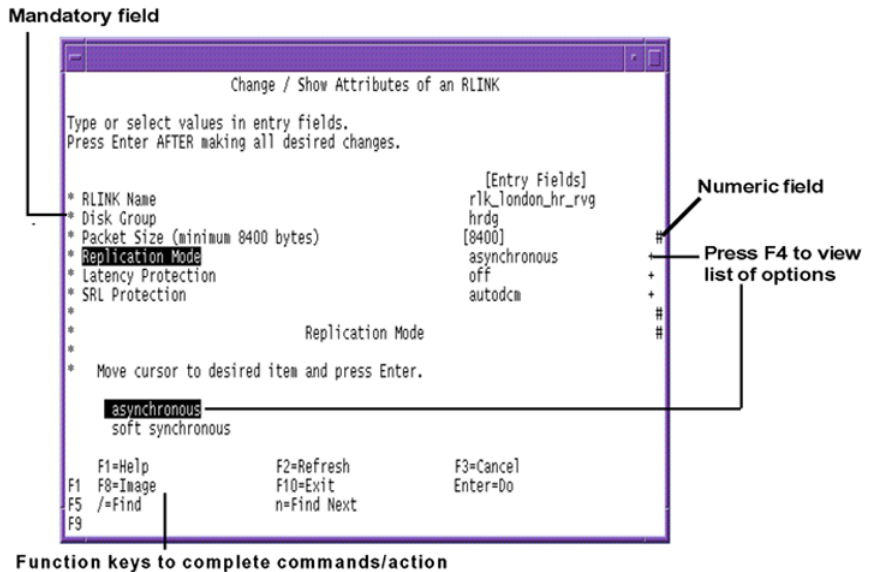 Mandatory field
Change / Show Attributes of an RLINK
Type or select values in entry fields.
Press Enter AFTER making all desired changes.
[Entry Fields]
* RLINK Name rlk_london_hr_rvg
* Disk Group hrdg
* Packet Size (minimum 8400 bytes) [8400] #
* Replication Mode asynchronous +
* Latency Protection off +
* SRL Protection autodcm +
* #
* Replication Mode #
*
* Move cursor to desired item and press Enter.
asynchronous
soft synchronous
F1=Help F2=Refresh F3=Cancel
F1 F8=Image F10=Exit Enter=Do
F5 /=Find n=Find Next
F9
Numeric field
Press F4 to view
list of options
Function keys to complete commands/action